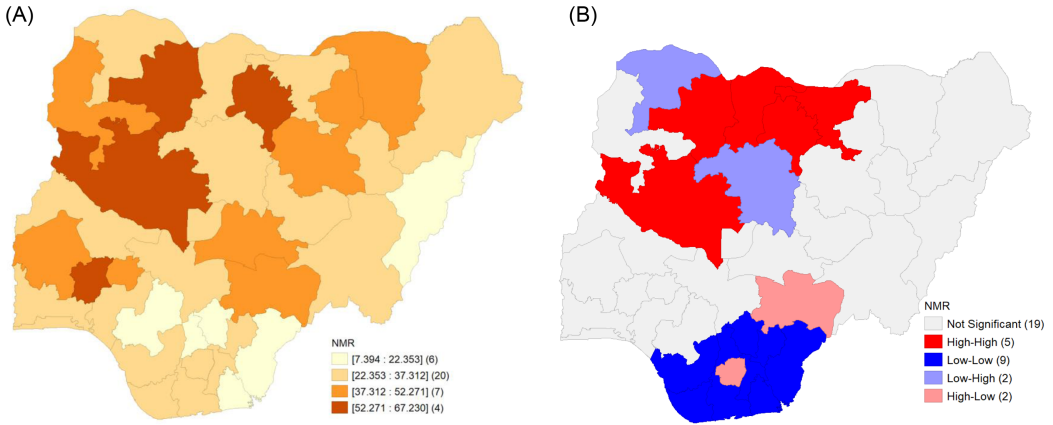 (A)
NMR
[7.394 : 22.353] (6)
[22.353 : 37.312] (20)
[37.312 : 52.271] (7)
[52.271 : 67.230] (4)
(B)
NMR
Not Significant (19)
High-High (5)
Low-Low (9)
Low-High (2)
High-Low (2)